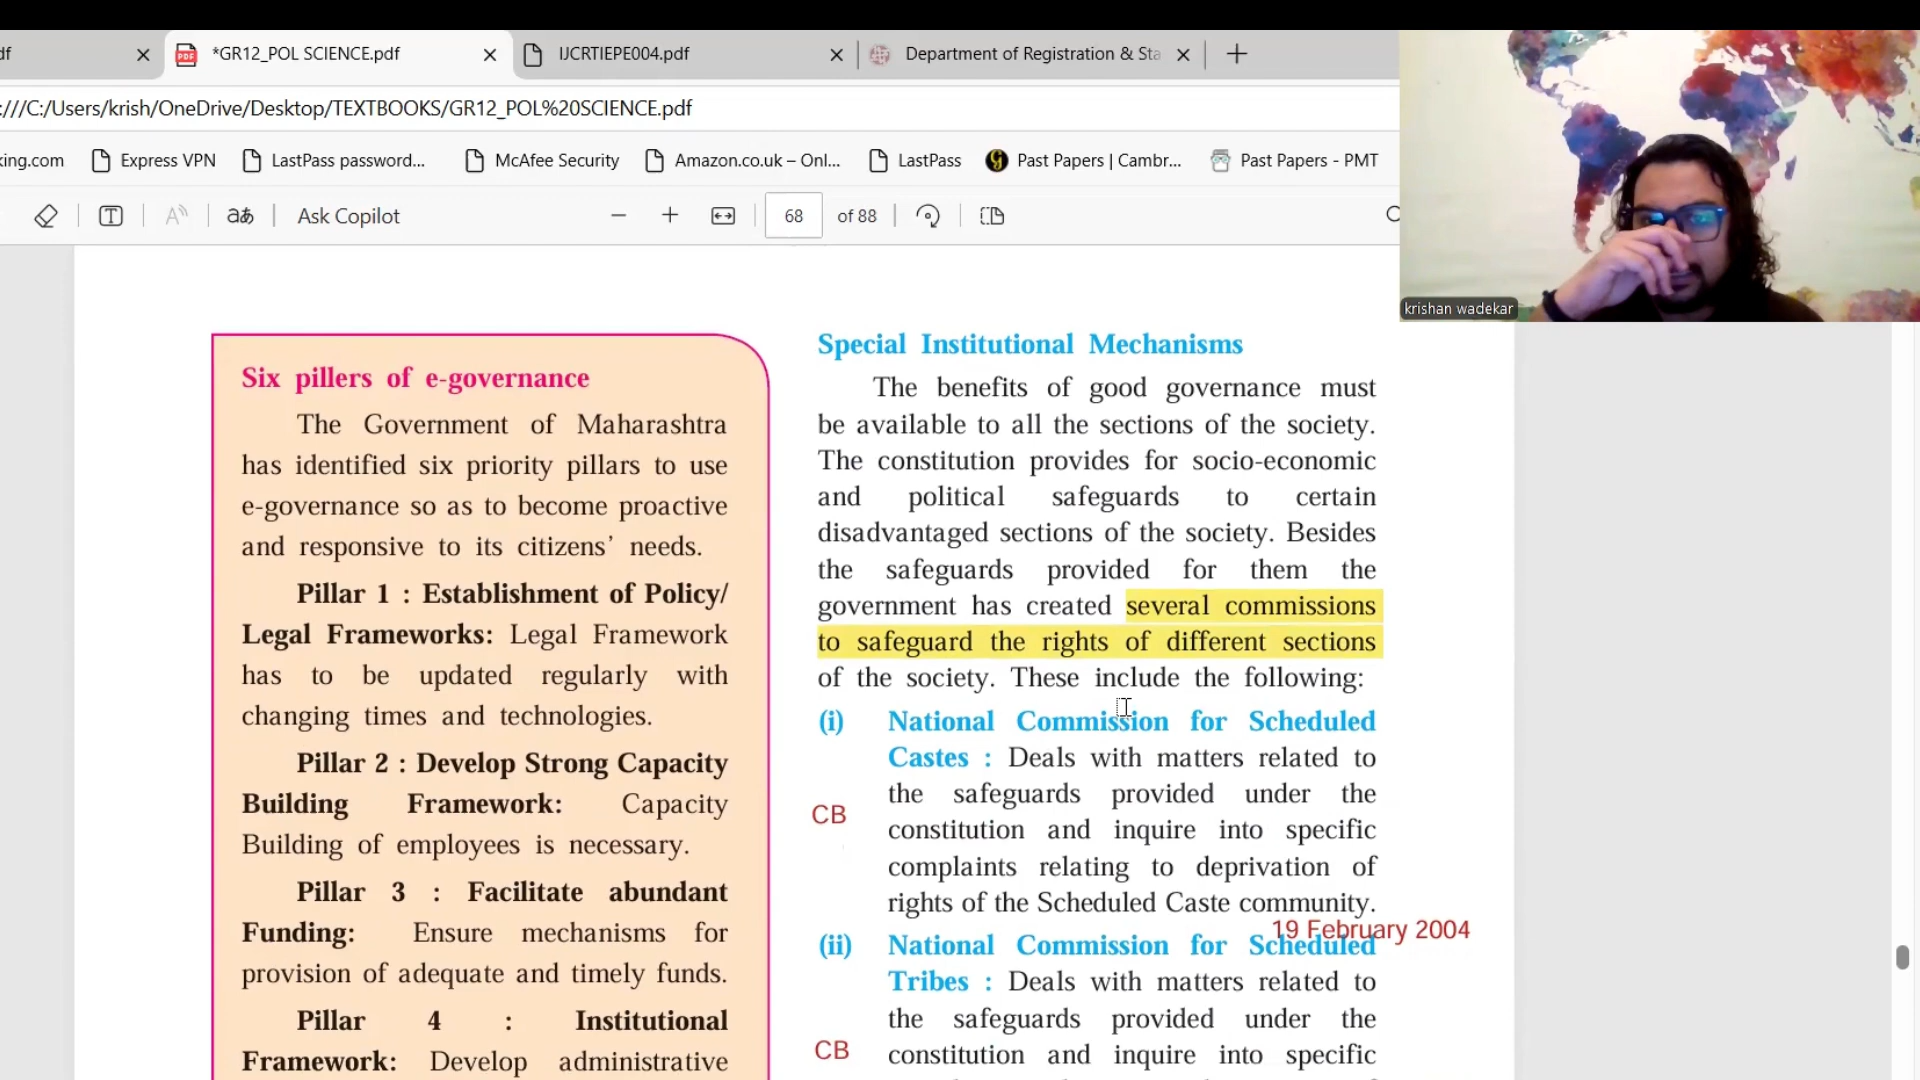 df
*GR12_POL SCIENCE.pdf
IJCRTIEPE004.pdf
Department of Registration & Sta
:///C:/Users/krish/OneDrive/Desktop/TEXTBOOKS/GR12_POL%20SCIENCE.pdf
king.com
Express VPN
LastPass password...
McAfee Security
Amazon.co.uk – Onl...
LastPass
Past Papers | Cambr...
Past Papers - PMT
Ask Copilot
68 of 88
krishan wadekar
Six pillers of e-governance
The Government of Maharashtra
has identified six priority pillars to use
e-governance so as to become proactive
and responsive to its citizens’ needs.
Pillar 1 : Establishment of Policy/
Legal Frameworks: Legal Framework
has to be updated regularly with
changing times and technologies.
Pillar 2 : Develop Strong Capacity
Building Framework: Capacity
Building of employees is necessary.
Pillar 3 : Facilitate abundant
Funding: Ensure mechanisms for
provision of adequate and timely funds.
Pillar 4 : Institutional
Framework: Develop administrative
Special Institutional Mechanisms
The benefits of good governance must
be available to all the sections of the society.
The constitution provides for socio-economic
and political safeguards to certain
disadvantaged sections of the society. Besides
the safeguards provided for them the
government has created several commissions
to safeguard the rights of different sections
of the society. These include the following:
(i) National Commission for Scheduled
Castes : Deals with matters related to
the safeguards provided under the
CB
constitution and inquire into specific
complaints relating to deprivation of
rights of the Scheduled Caste community.
19 February 2004
(ii) National Commission for Scheduled
Tribes : Deals with matters related to
the safeguards provided under the
CB
constitution and inquire into specific